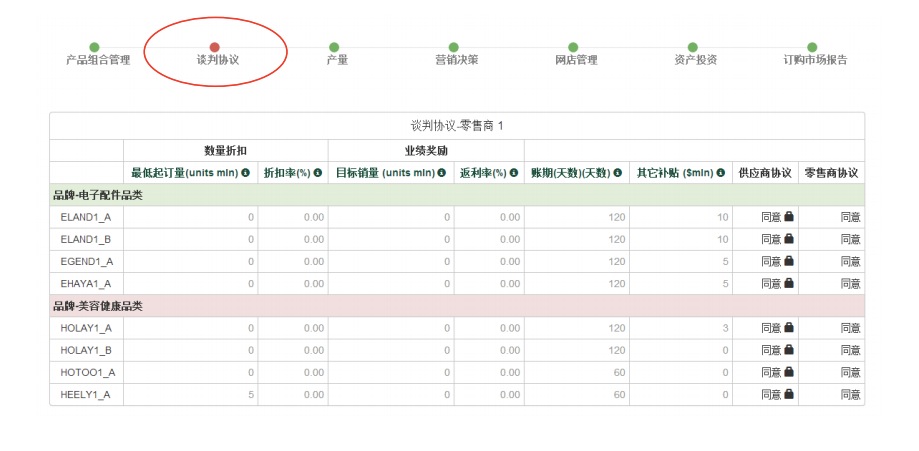 产品组合管理 谈判协议 产量 营销决策 网店管理 资产投资 订购市场报告
谈判协议-零售商 1
数量折扣 业绩奖励
最低起订量(units mln) 折扣率(%) 目标销量 (units mln) 返利率(%) 账期(天数)(天数) 其它补贴 ($mln) 供应商协议 零售商协议
品牌-电子配件品类
ELAND1_A 0 0.00 0 0.00 120 10 同意 同意
ELAND1_B 0 0.00 0 0.00 120 10 同意 同意
EGEND1_A 0 0.00 0 0.00 120 5 同意 同意
EHAYA1_A 0 0.00 0 0.00 120 5 同意 同意
品牌-美容健康品类
HOLAY1_A 0 0.00 0 0.00 120 3 同意 同意
HOLAY1_B 0 0.00 0 0.00 120 0 同意 同意
HOTOO1_A 0 0.00 0 0.00 60 0 同意 同意
HEELY1_A 5 0.00 0 0.00 60 0 同意 同意